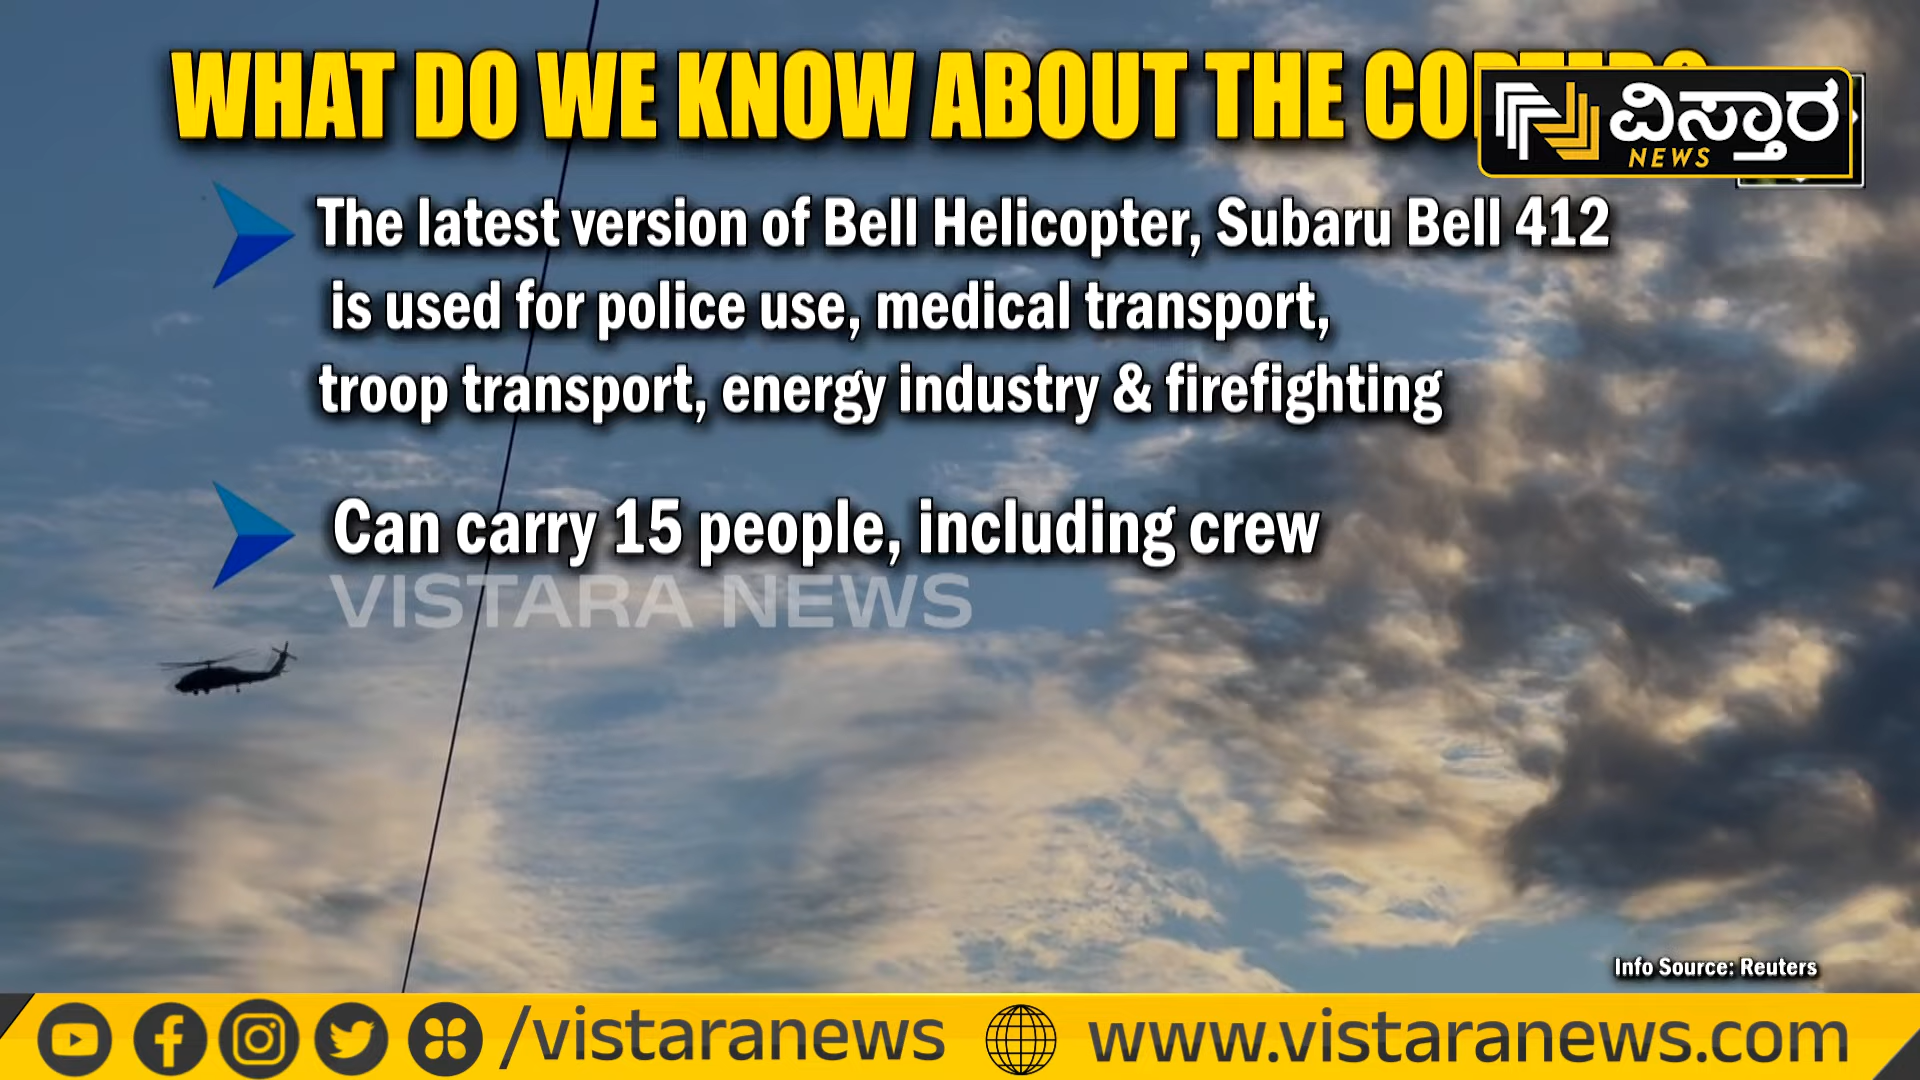 WHAT DO WE KNOW ABOUT THE
ವಿಸ್ತಾರ
NEWS
The latest version of Bell Helicopter, Subaru Bell 412
is used for police use, medical transport,
troop transport, energy industry & firefighting
Can carry 15 people, including crew
VISTARA NEWS
Info Source: Reuters
/vistaranews
www.vistaranews.com